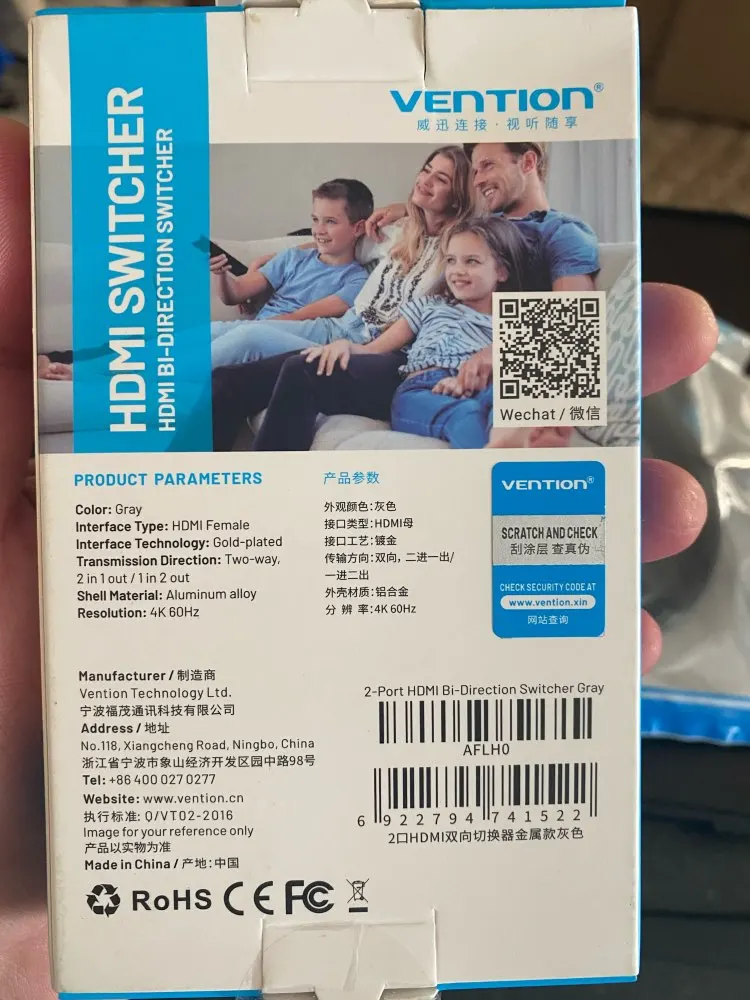 VENTION®
威迅连接·视听随享
HDMI SWITCHER
HDMI BI-DIRECTION SWITCHER
Wechat / 微信
PRODUCT PARAMETERS
Color: Gray
Interface Type: HDMI Female
Interface Technology: Gold-plated
Transmission Direction: Two-way,
2 in 1 out / 1 in 2 out
Shell Material: Aluminum alloy
Resolution: 4K 60Hz
产品参数
外观颜色:灰色
接口类型:HDMI母
接口工艺:镀金
传输方向:双向,二进一出/
一进二出
外壳材质:铝合金
分 辨 率:4K 60Hz
VENTION®
SCRATCH AND CHECK
刮涂层 查真伪
CHECK SECURITY CODE AT
www.vention.xin
网站查询
Manufacturer / 制造商
Vention Technology Ltd.
宁波福茂通讯科技有限公司
Address / 地址
No.118, Xiangcheng Road, Ningbo, China
浙江省宁波市象山经济开发区园中路98号
Tel: +86 400 027 0277
Website: www.vention.cn
执行标准: Q/VT02-2016
Image for your reference only
产品以实物为准
Made in China / 产地:中国
RoHS CE FC
2-Port HDMI Bi-Direction Switcher Gray
AFLH0
6 922794 741522
2口HDMI双向切换器金属款灰色